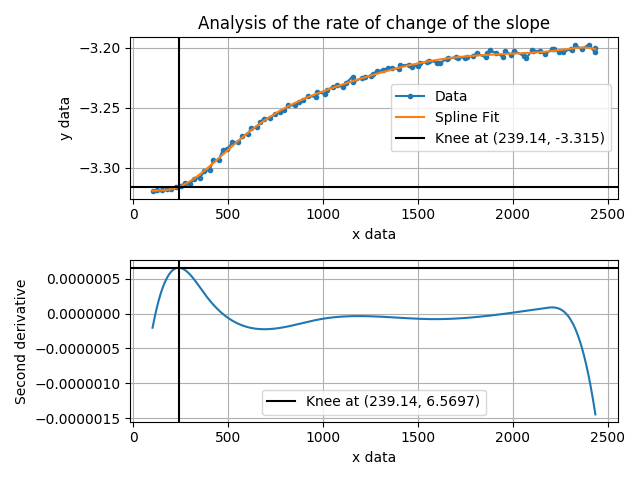 Analysis of the rate of change of the slope
−3.20
−3.25
−3.30
y data
Data
Spline Fit
Knee at (239.14, -3.315)
0 500 1000 1500 2000 2500
x data
0.0000005
0.0000000
−0.0000005
−0.0000010
−0.0000015
Second derivative
Knee at (239.14, 6.5697)
0 500 1000 1500 2000 2500
x data